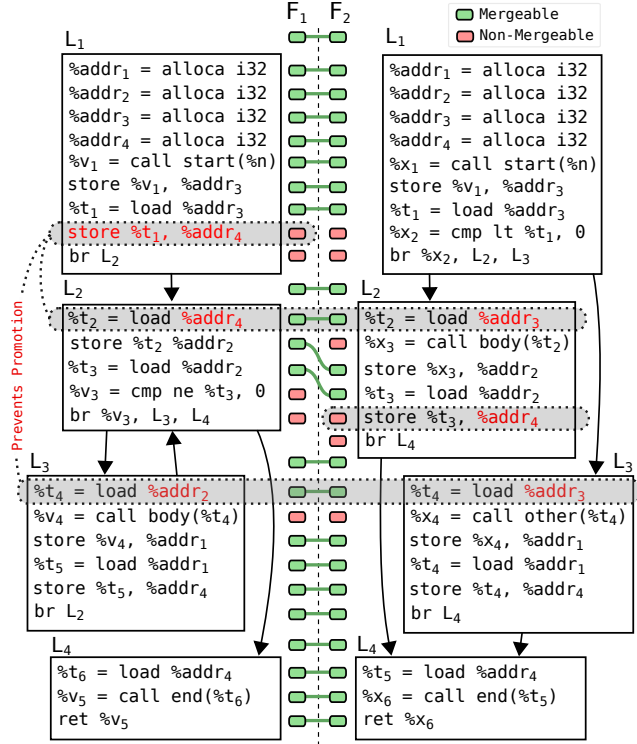 F₁ F₂
Mergeable
Non-Mergeable
L₁
%addr₁ = alloca i32
%addr₂ = alloca i32
%addr₃ = alloca i32
%addr₄ = alloca i32
%v₁ = call start(%n)
store %v₁, %addr₃
%t₁ = load %addr₃
store %t₁, %addr₄
br L₂
L₂
%t₂ = load %addr₄
store %t₂ %addr₂
%t₃ = load %addr₂
%v₃ = cmp ne %t₃, 0
br %v₃, L₃, L₄
Prevents Promotion
L₃
%t₄ = load %addr₂
%v₄ = call body(%t₄)
store %v₄, %addr₁
%t₅ = load %addr₁
store %t₅, %addr₄
br L₂
L₄
%t₆ = load %addr₄
%v₅ = call end(%t₆)
ret %v₅
L₁
%addr₁ = alloca i32
%addr₂ = alloca i32
%addr₃ = alloca i32
%addr₄ = alloca i32
%x₁ = call start(%n)
store %v₁, %addr₃
%t₁ = load %addr₃
%x₂ = cmp lt %t₁, 0
br %x₂, L₂, L₃
L₂
%t₂ = load %addr₃
%x₃ = call body(%t₂)
store %x₃, %addr₂
%t₃ = load %addr₂
store %t₃, %addr₄
br L₄
L₃
%t₄ = load %addr₃
%x₄ = call other(%t₄)
store %x₄, %addr₁
%t₄ = load %addr₁
store %t₄, %addr₄
br L₄
L₄
%t₅ = load %addr₄
%x₆ = call end(%t₅)
ret %x₆